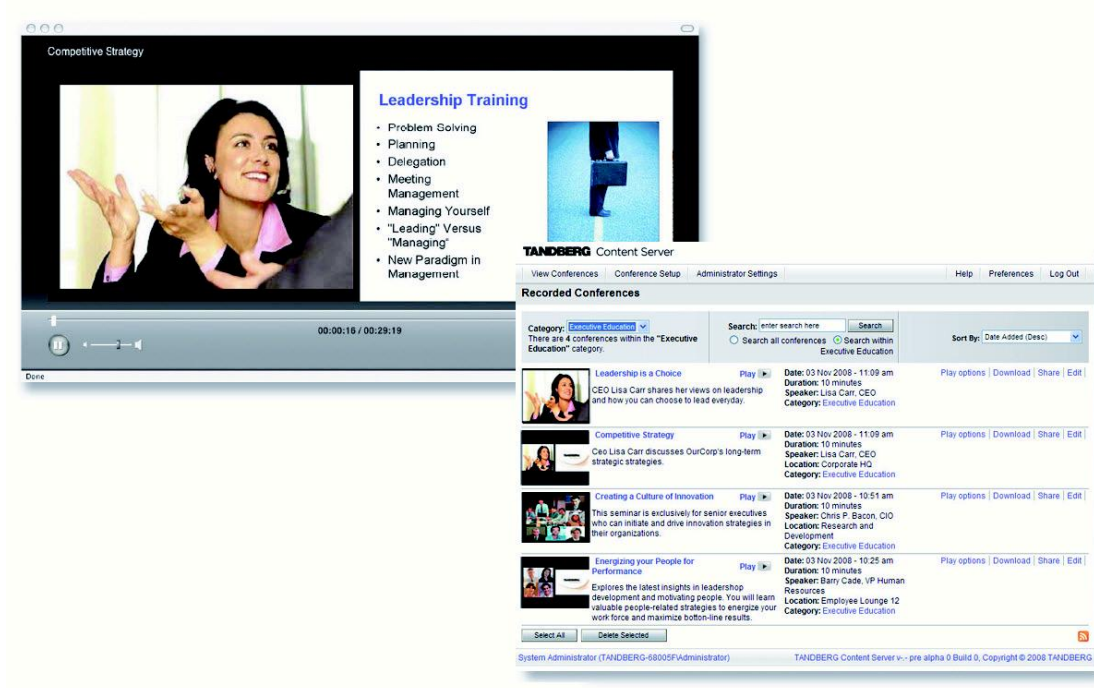 Competitive Strategy
Leadership Training
• Problem Solving
• Planning
• Delegation
• Meeting
Management
• Managing Yourself
• "Leading" Versus
"Managing"
• New Paradigm in
Management
00:00:16 / 00:29:19
Done
TANDBERG Content Server
View Conferences Conference Setup Administrator Settings Help Preferences Log Out
Recorded Conferences
Category: Executive Education
There are 4 conferences within the "Executive
Education" category.
Search: enter search here Search
Search all conferences Search within
Executive Education
Sort By: Date Added (Desc)
Leadership is a Choice Play
CEO Lisa Carr shares her views on leadership
and how you can choose to lead everyday.
Date: 03 Nov 2008 - 11:09 am
Duration: 10 minutes
Speaker: Lisa Carr, CEO
Category: Executive Education
Play options | Download | Share | Edit |
Competitive Strategy Play
Ceo Lisa Carr discusses OurCorp's long-term
strategic strategies.
Date: 03 Nov 2008 - 11:09 am
Duration: 10 minutes
Speaker: Lisa Carr, CEO
Location: Corporate HQ
Category: Executive Education
Play options | Download | Share | Edit |
Creating a Culture of Innovation Play
This seminar is exclusively for senior executives
who can initiate and drive innovation strategies in
their organizations.
Date: 03 Nov 2008 - 10:51 am
Duration: 10 minutes
Speaker: Chris P. Bacon, CIO
Location: Research and
Development
Category: Executive Education
Play options | Download | Share | Edit |
Energizing your People for
Performance Play
Explores the latest insights in leadershop
development and motivating people. You will learn
valuable people-related strategies to energize your
work force and maximize botton-line results.
Date: 03 Nov 2008 - 10:25 am
Duration: 10 minutes
Speaker: Barry Cade, VP Human
Resources
Location: Employee Lounge 12
Category: Executive Education
Play options | Download | Share | Edit |
Select All Delete Selected
System Administrator (TANDBERG-68005F\Administrator)
TANDBERG Content Server v-.- pre alpha 0 Build 0, Copyright © 2008 TANDBERG